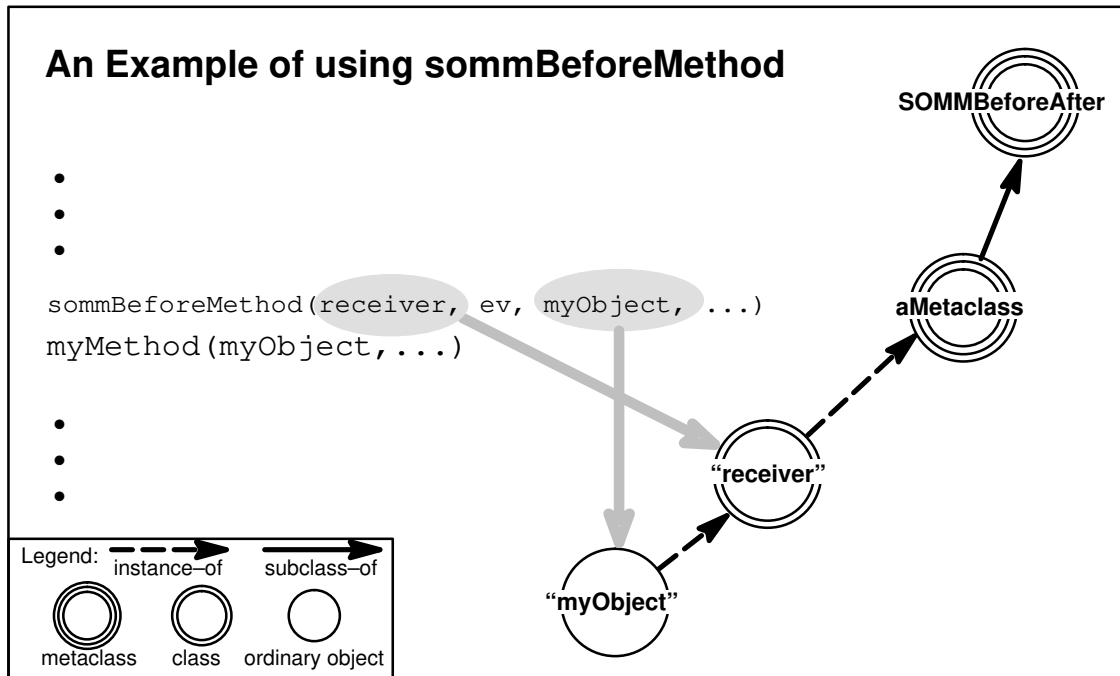 An Example of using sommBeforeMethod
SOMMBeforeAfter
•
•
•
sommBeforeMethod(receiver, ev, myObject, ...)
aMetaclass
myMethod(myObject,...)
•
•
•
“receiver”
“myObject”
Legend:
instance–of
subclass–of
metaclass
class
ordinary object